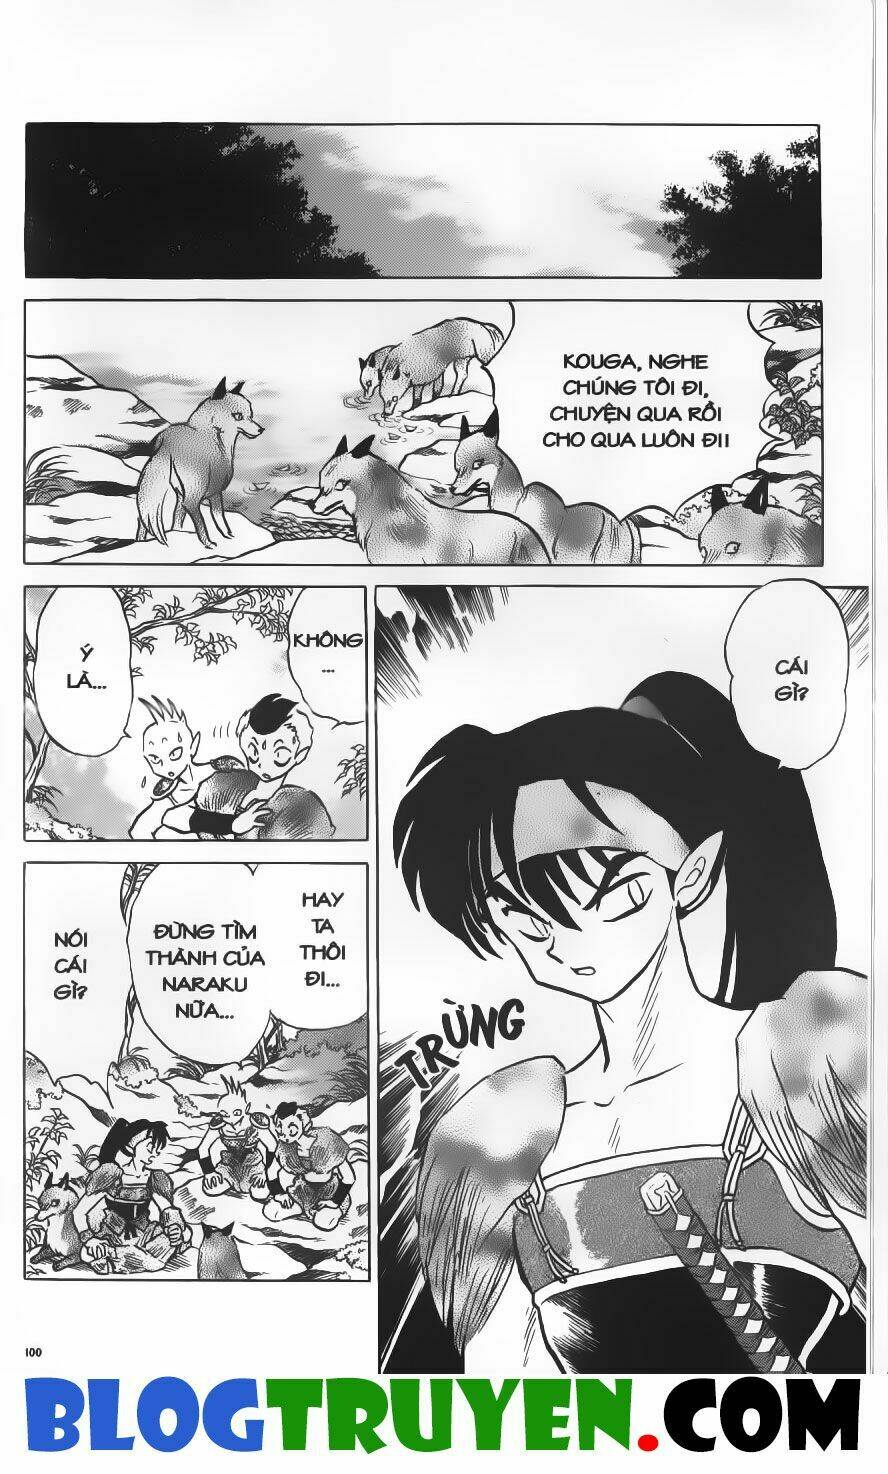 KOUGA, NGHE
CHÚNG TÔI ĐI,
CHUYỆN QUA RỒI
CHO QUA LUÔN ĐI!
CÁI
GÌ?
TRỪNG
KHÔNG
...
Ý
LÀ...
HAY
TA
THÔI
ĐI...
ĐỪNG TÌM
THÀNH CỦA
NARAKU
NỮA...
NÓI
CÁI
GÌ?
100
BLOGTRUYEN.COM